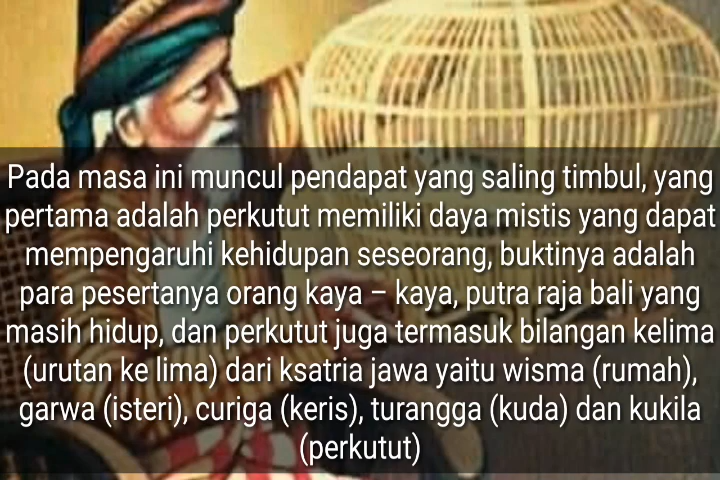 Pada masa ini muncul pendapat yang saling timbul, yang
pertama adalah perkutut memiliki daya mistis yang dapat
mempengaruhi kehidupan seseorang, buktinya adalah
para pesertanya orang kaya – kaya, putra raja bali yang
masih hidup, dan perkutut juga termasuk bilangan kelima
(urutan ke lima) dari ksatria jawa yaitu wisma (rumah),
garwa (isteri), curiga (keris), turangga (kuda) dan kukila
(perkutut)